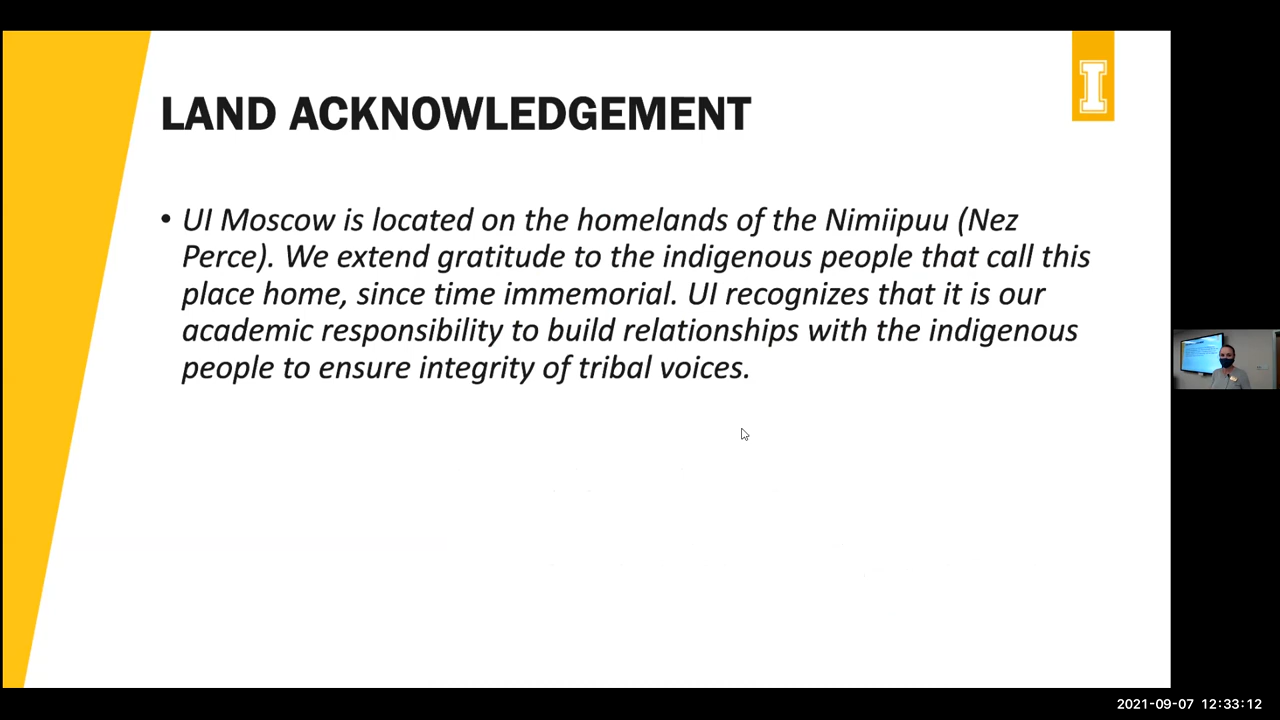 LAND ACKNOWLEDGEMENT
I
• UI Moscow is located on the homelands of the Nimiipuu (Nez
Perce). We extend gratitude to the indigenous people that call this
place home, since time immemorial. UI recognizes that it is our
academic responsibility to build relationships with the indigenous
people to ensure integrity of tribal voices.
2021-09-07 12:33:12